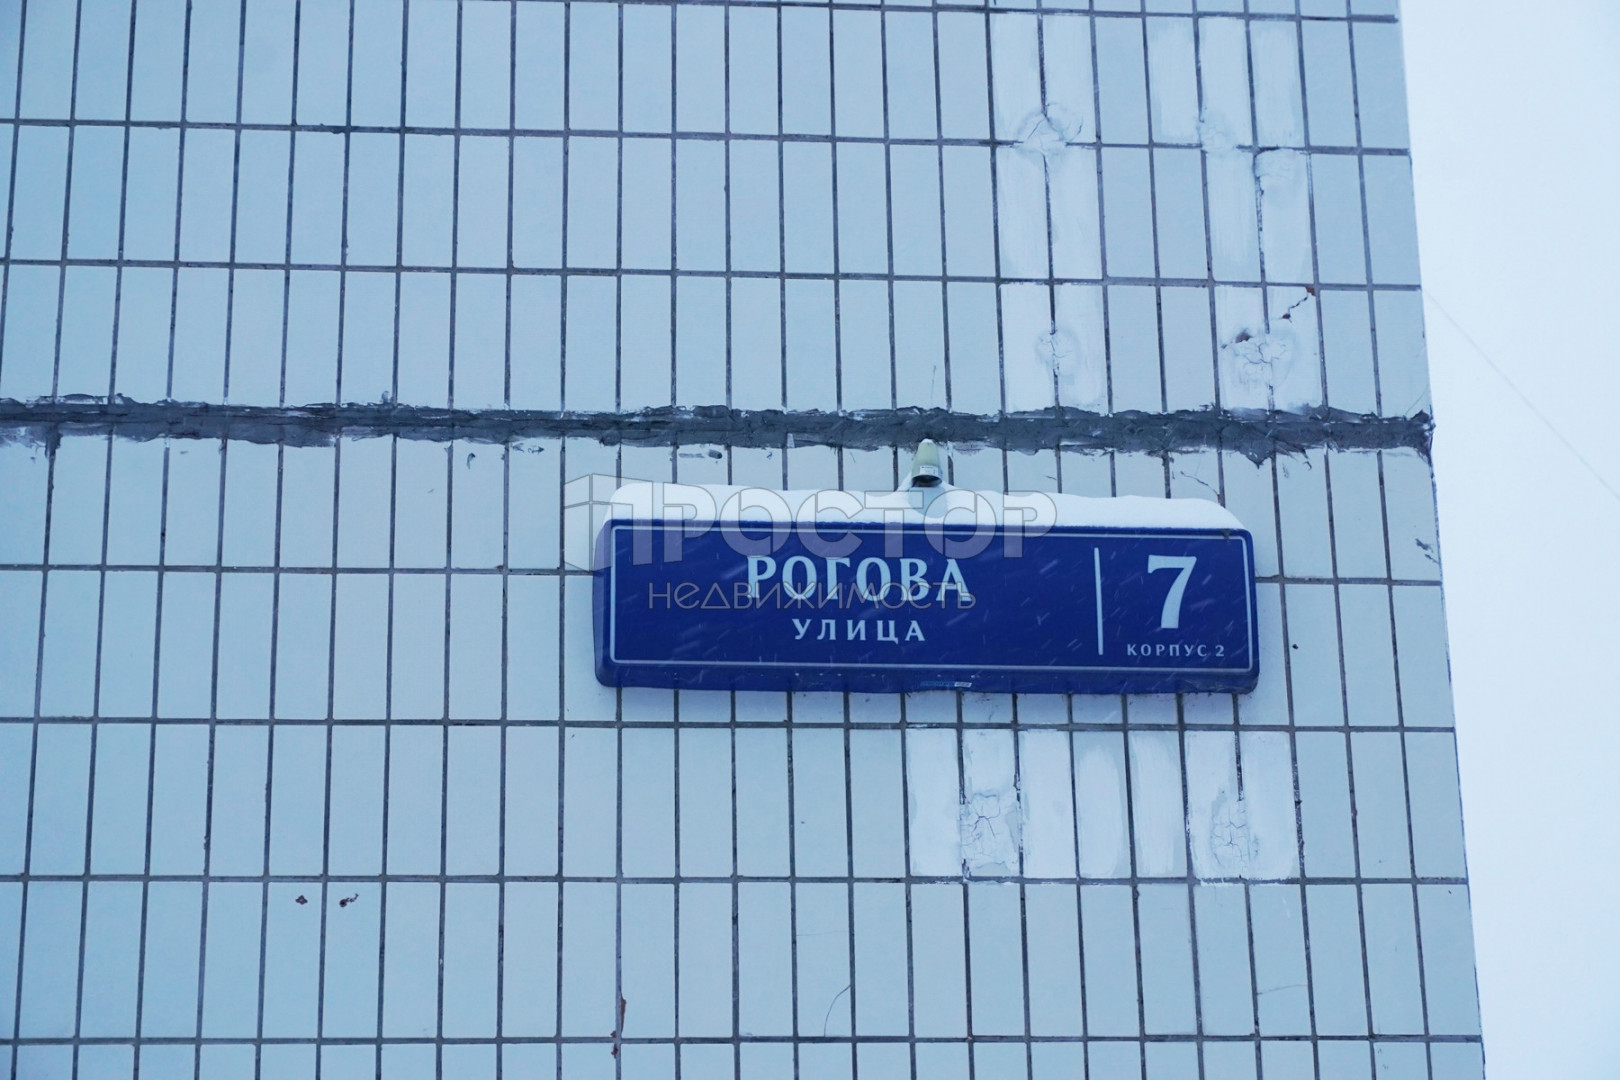 ПРОСТОР
НЕДВИЖИМОСТЬ
РОГОВА
УЛИЦА
7
КОРПУС 2